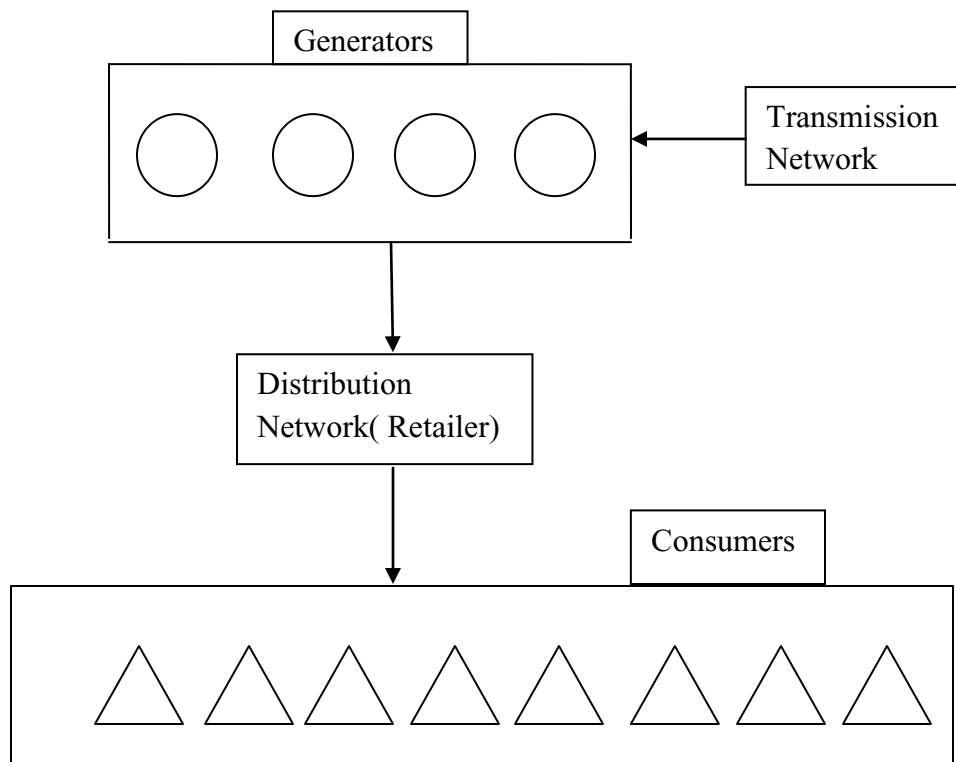 Generators
Transmission
Network
Distribution
Network( Retailer)
Consumers